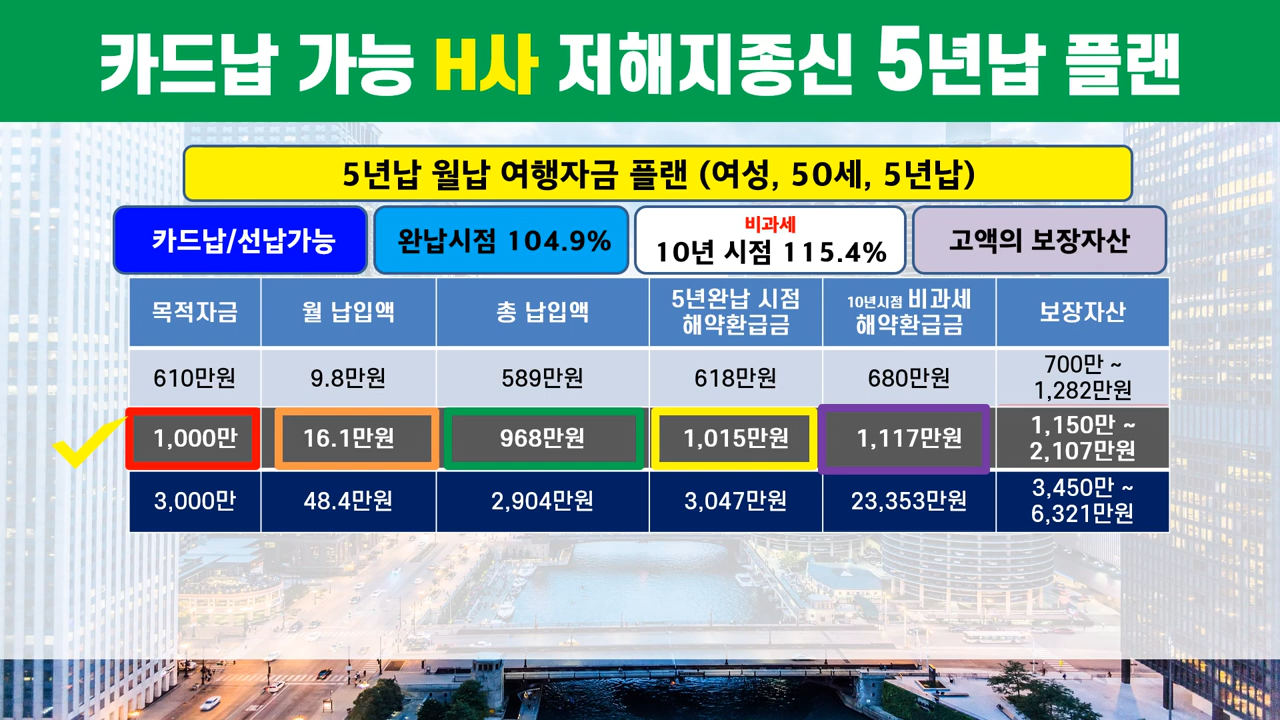 카드납 가능 H사 저해지종신 5년납 플랜
5년납 월납 여행자금 플랜 (여성, 50세, 5년납)
카드납/선납가능
완납시점 104.9%
비과세
10년 시점 115.4%
고액의 보장자산
목적자금 월 납입액 총 납입액 5년완납 시점 해약환급금 10년시점 비과세 해약환급금 보장자산
610만원 9.8만원 589만원 618만원 680만원 700만 ~ 1,282만원
1,000만 16.1만원 968만원 1,015만원 1,117만원 1,150만 ~ 2,107만원
3,000만 48.4만원 2,904만원 3,047만원 23,353만원 3,450만 ~ 6,321만원